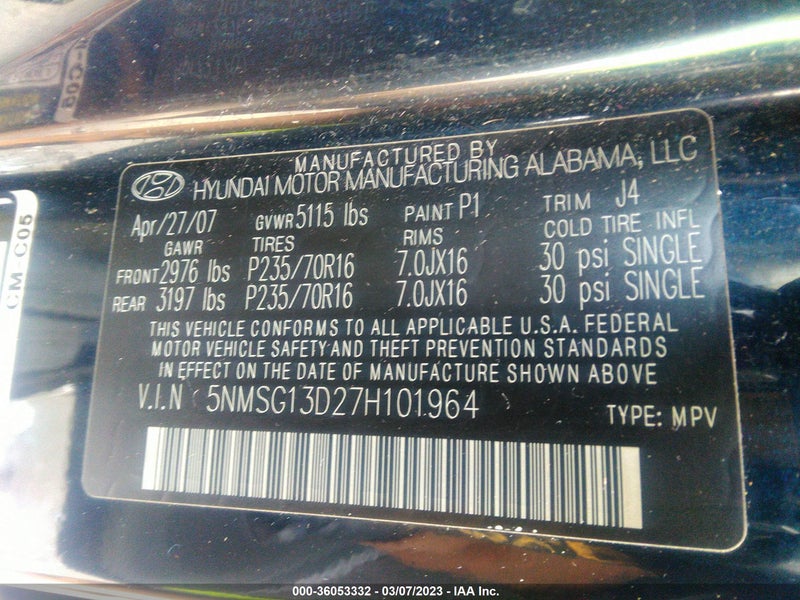 MANUFACTURED BY
HYUNDAI MOTOR MANUFACTURING ALABAMA, LLC
Apr/27/07 GVWR 5115 lbs PAINT P1 TRIM J4
GAWR TIRES RIMS COLD TIRE INFL
FRONT 2976 lbs P235/70R16 7.0JX16 30 psi SINGLE
REAR 3197 lbs P235/70R16 7.0JX16 30 psi SINGLE
THIS VEHICLE CONFORMS TO ALL APPLICABLE U.S.A. FEDERAL
MOTOR VEHICLE SAFETY AND THEFT PREVENTION STANDARDS
IN EFFECT ON THE DATE OF MANUFACTURE SHOWN ABOVE
V.I.N 5NMSG13D27H101964 TYPE: MPV
CM-C05
000-36053332 - 03/07/2023 - IAA Inc.